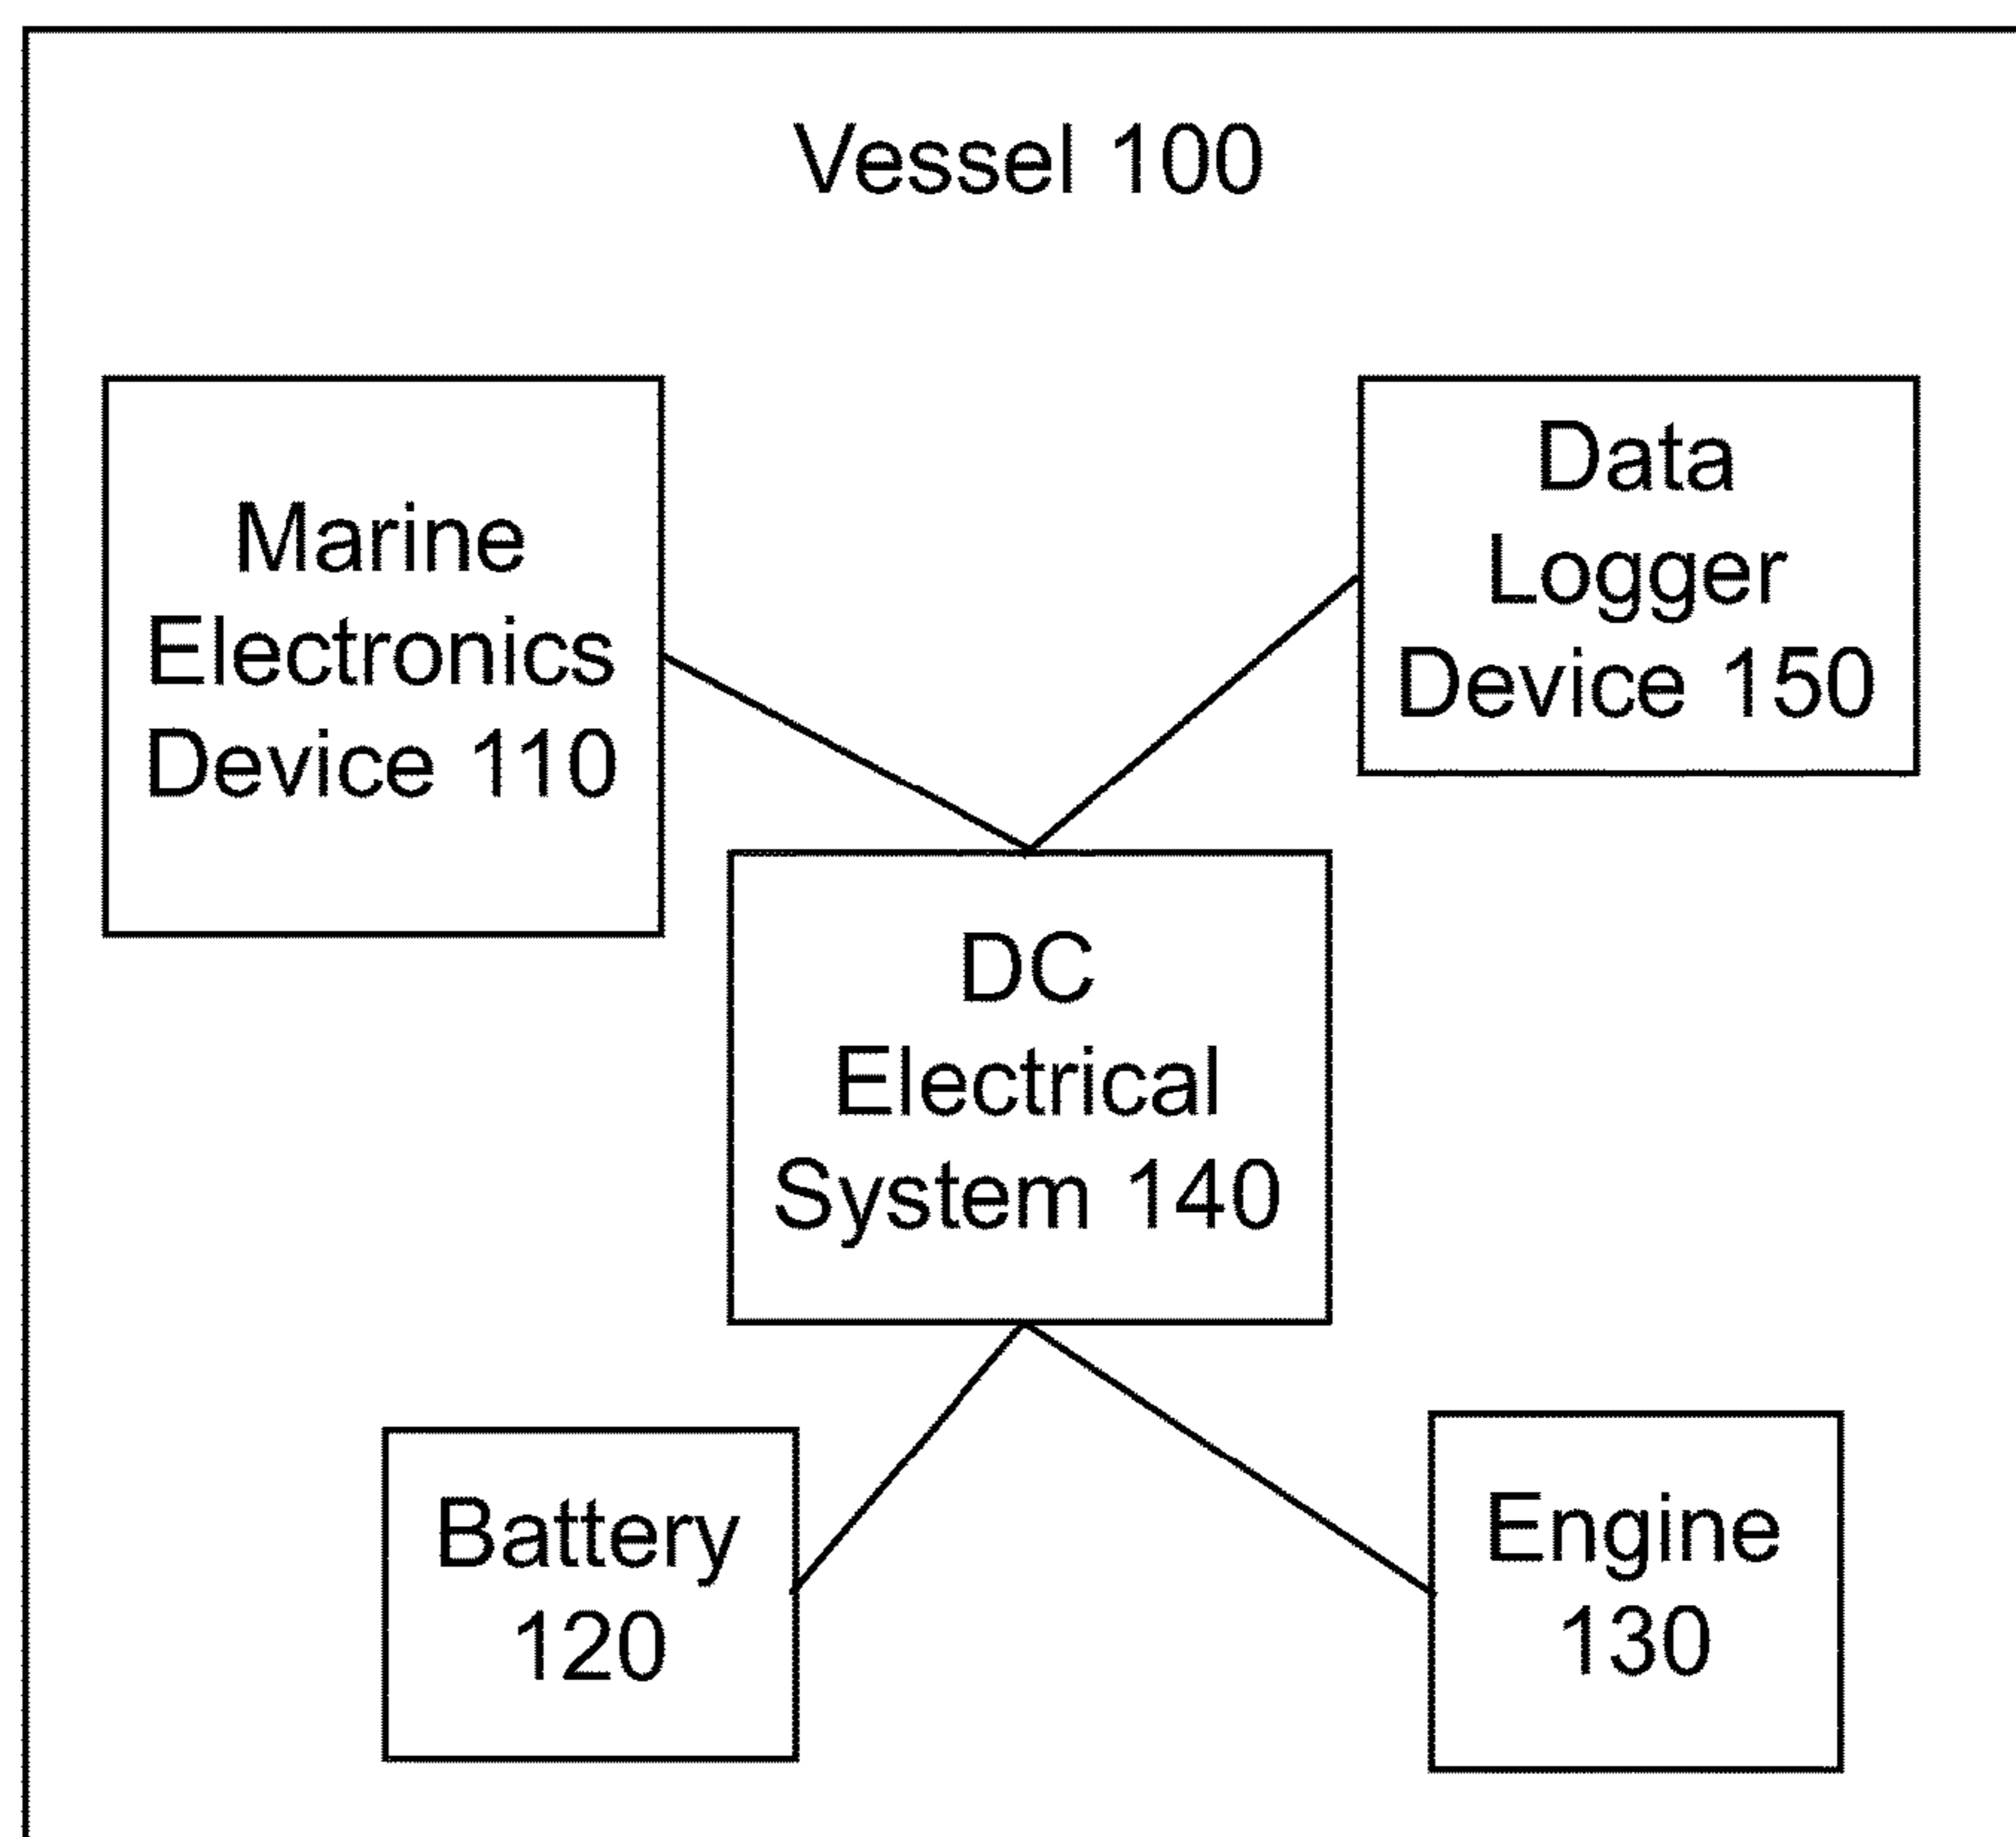 Vessel 100
Marine
Electronics
Device 110
Data
Logger
Device 150
DC
Electrical
System 140
Battery
120
Engine
130